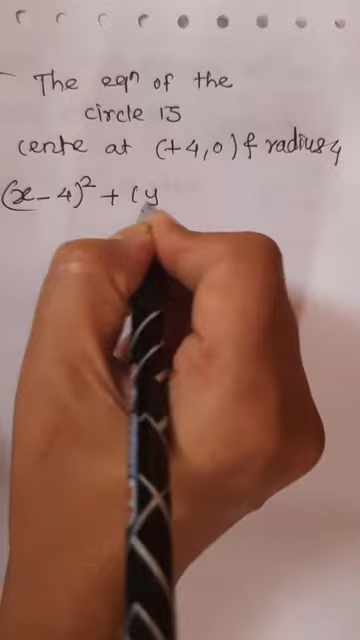 The eqn of the
circle is
centre at (+4,0) & radius 4
(x - 4)² + (y